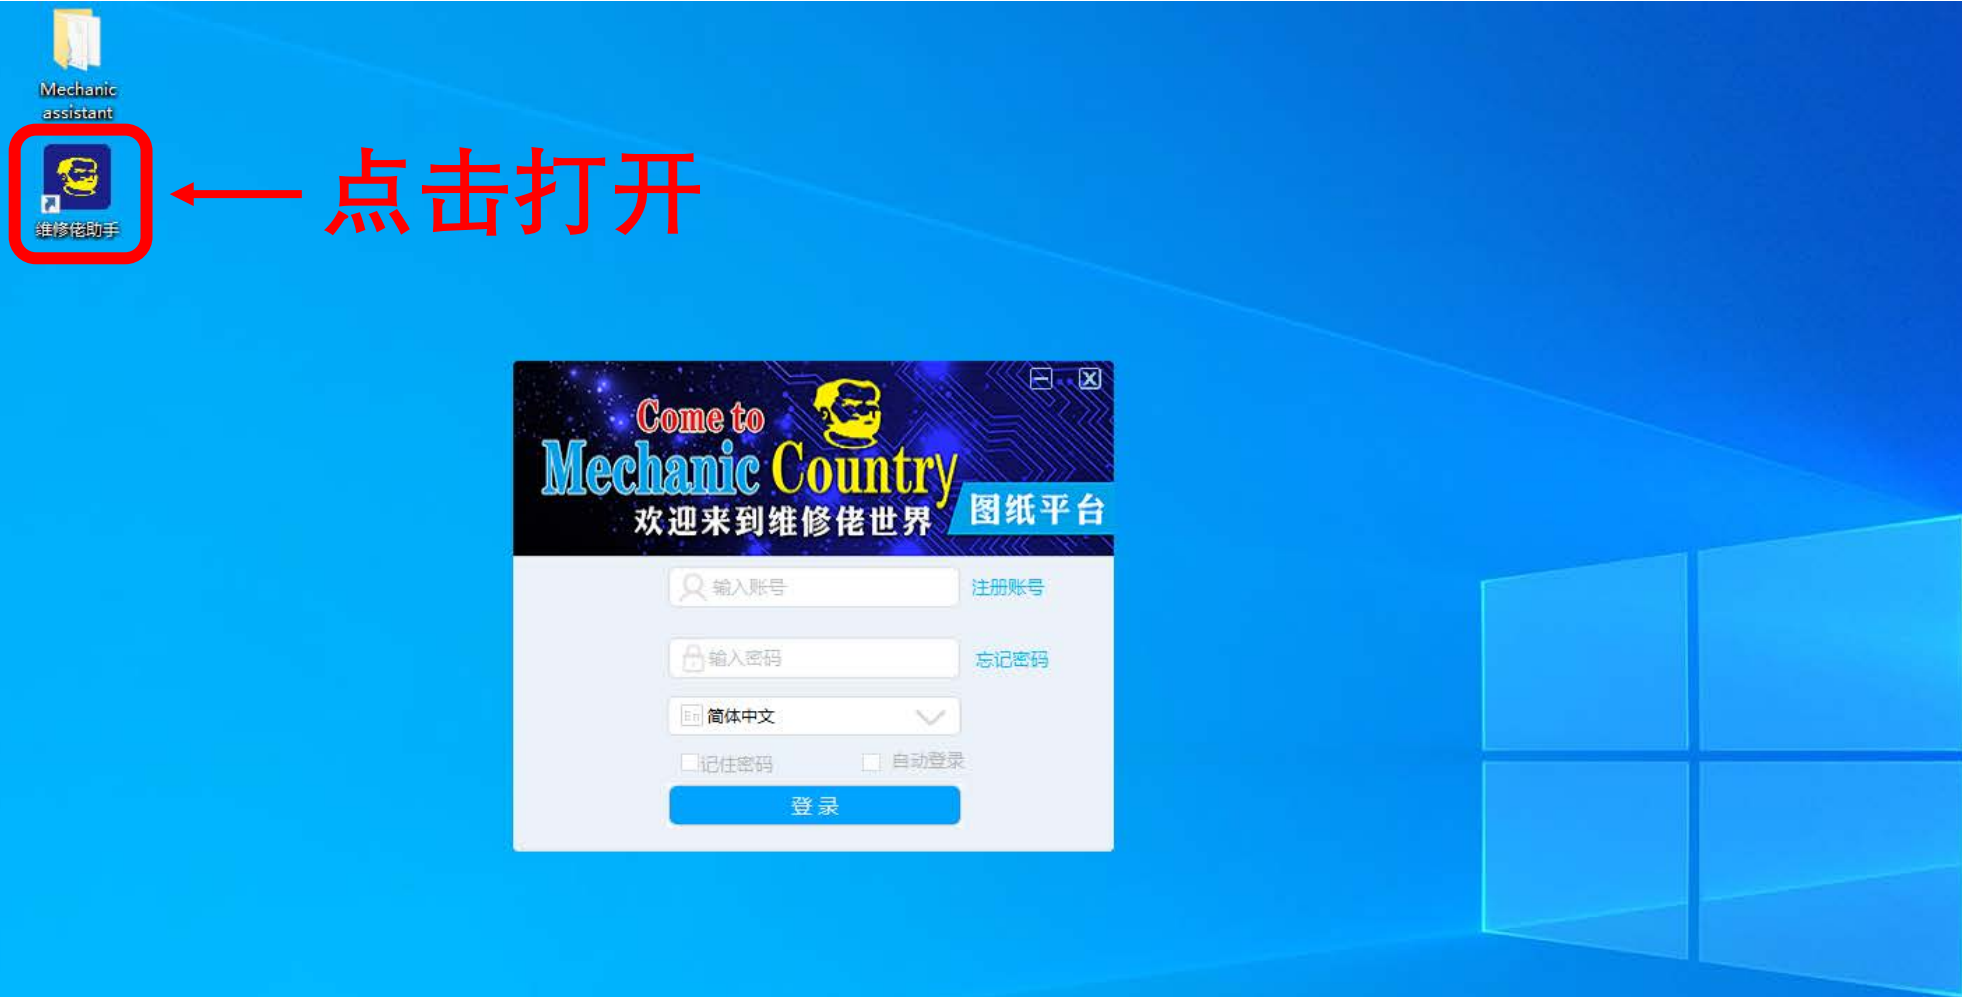 Mechanic
assistant
维修佬助手
点击打开
Come to
Mechanic Country
欢迎来到维修佬世界
图纸平台
输入账号
注册账号
输入密码
忘记密码
En 简体中文
记住密码
自动登录
登录